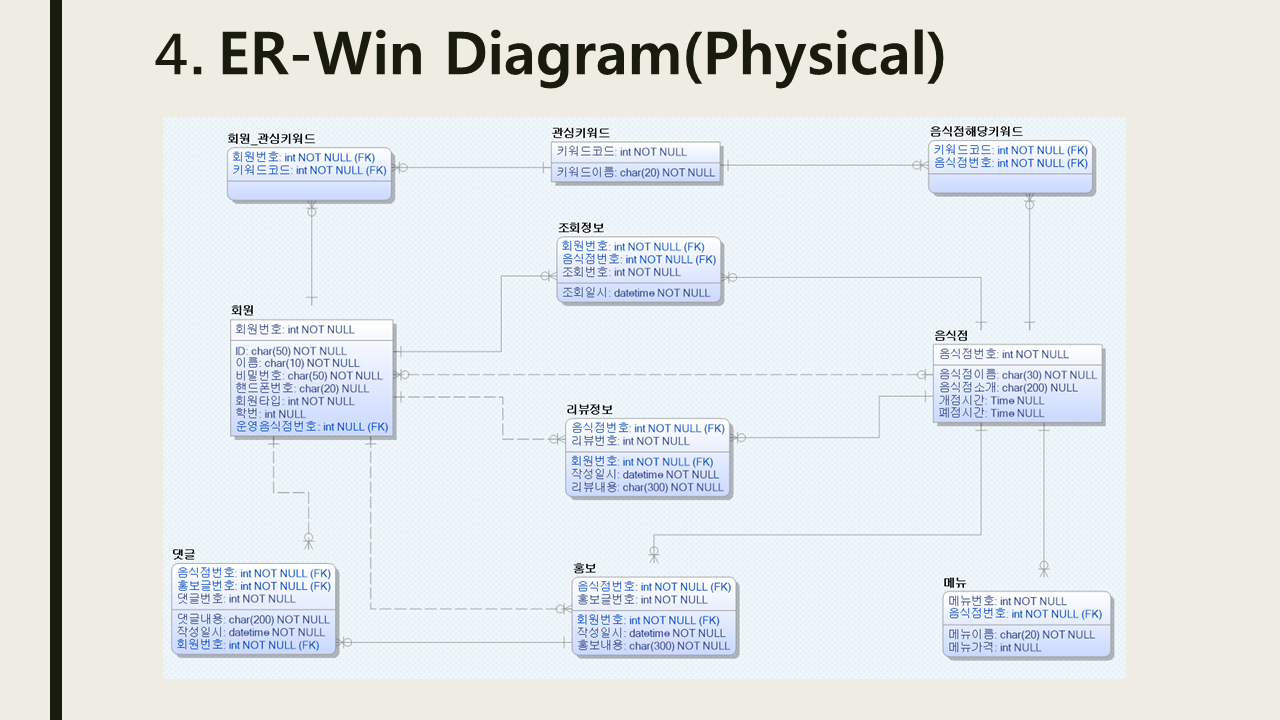 4. ER-Win Diagram(Physical)
회원_관심키워드
회원번호: int NOT NULL (FK)
키워드코드: int NOT NULL (FK)
관심키워드
키워드코드: int NOT NULL
키워드이름: char(20) NOT NULL
음식점해당키워드
키워드코드: int NOT NULL (FK)
음식점번호: int NOT NULL (FK)
조회정보
회원번호: int NOT NULL (FK)
음식점번호: int NOT NULL (FK)
조회번호: int NOT NULL
조회일시: datetime NOT NULL
회원
회원번호: int NOT NULL
ID: char(50) NOT NULL
이름: char(10) NOT NULL
비밀번호: char(50) NOT NULL
핸드폰번호: char(20) NULL
회원타입: int NOT NULL
학번: int NULL
운영음식점번호: int NULL (FK)
음식점
음식점번호: int NOT NULL
음식점이름: char(30) NOT NULL
음식점소개: char(200) NULL
개점시간: Time NULL
폐점시간: Time NULL
리뷰정보
음식점번호: int NOT NULL (FK)
리뷰번호: int NOT NULL
회원번호: int NOT NULL (FK)
작성일시: datetime NOT NULL
리뷰내용: char(300) NOT NULL
댓글
음식점번호: int NOT NULL (FK)
홍보글번호: int NOT NULL (FK)
댓글번호: int NOT NULL
댓글내용: char(200) NOT NULL
작성일시: datetime NOT NULL
회원번호: int NOT NULL (FK)
홍보
음식점번호: int NOT NULL (FK)
홍보글번호: int NOT NULL
회원번호: int NOT NULL (FK)
작성일시: datetime NOT NULL
홍보내용: char(300) NOT NULL
메뉴
메뉴번호: int NOT NULL
음식점번호: int NOT NULL (FK)
메뉴이름: char(20) NOT NULL
메뉴가격: int NULL